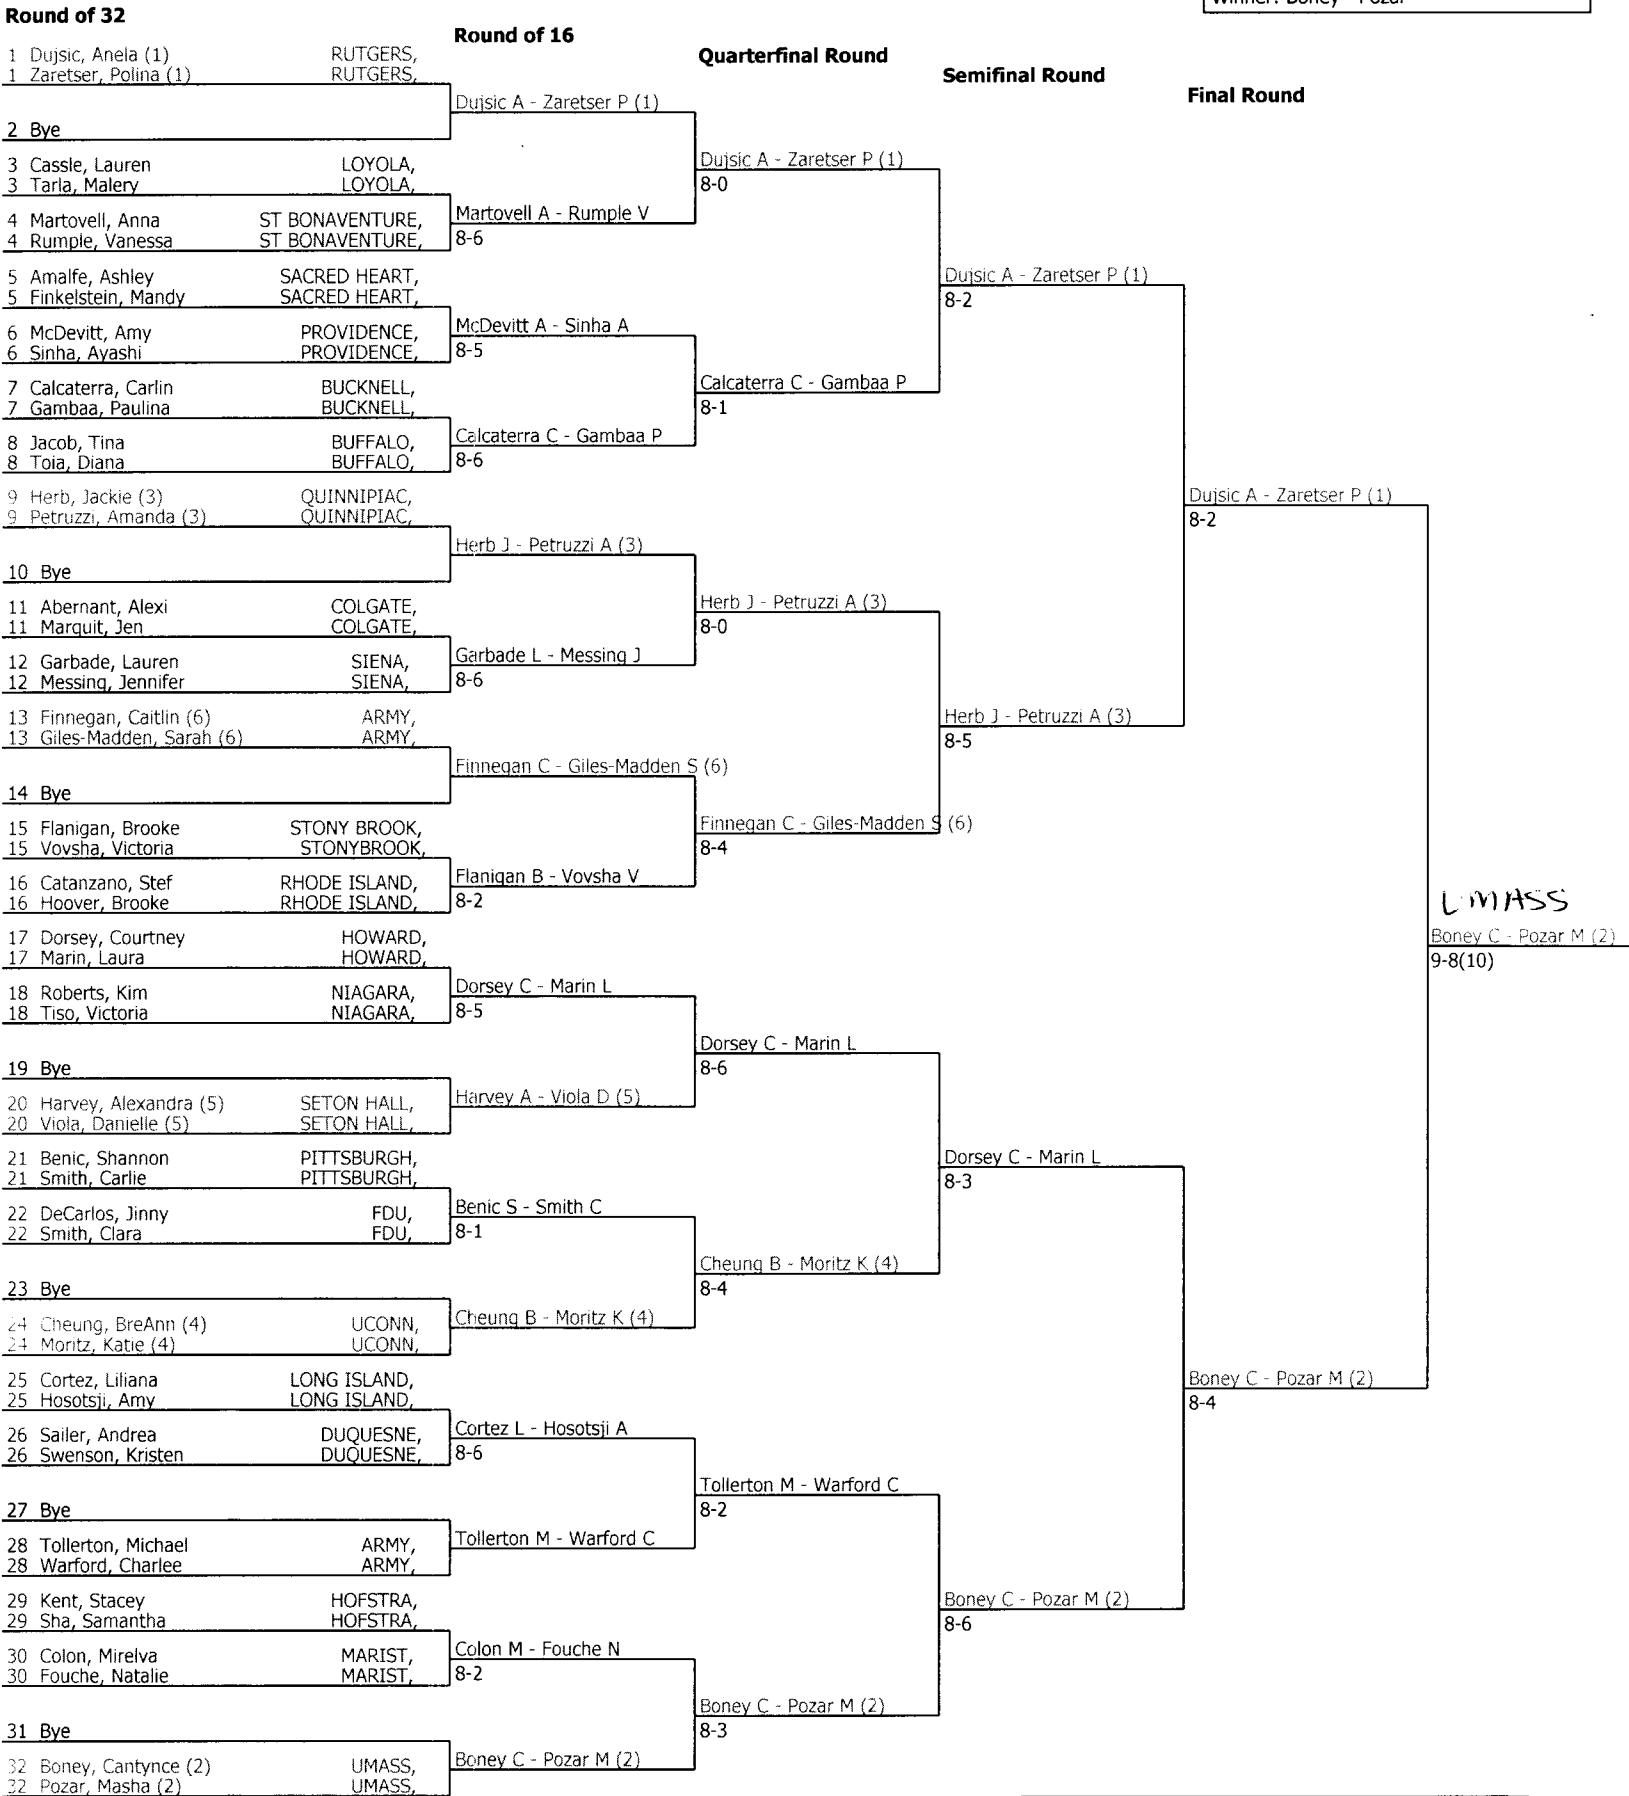 Winner: Boney - Pozar
Round of 32
Round of 16
Quarterfinal Round
Semifinal Round
Final Round
1 Dujsic, Anela (1) RUTGERS,
1 Zaretser, Polina (1) RUTGERS,
Dujsic A - Zaretser P (1)
2 Bye
3 Cassle, Lauren LOYOLA,
3 Tarla, Malery LOYOLA,
Dujsic A - Zaretser P (1)
8-0
4 Martovell, Anna ST BONAVENTURE,
4 Rumple, Vanessa ST BONAVENTURE,
Martovell A - Rumple V
8-6
5 Amalfe, Ashley SACRED HEART,
5 Finkelstein, Mandy SACRED HEART,
Dujsic A - Zaretser P (1)
8-2
6 McDevitt, Amy PROVIDENCE,
6 Sinha, Ayashi PROVIDENCE,
McDevitt A - Sinha A
8-5
7 Calcaterra, Carlin BUCKNELL,
7 Gambaa, Paulina BUCKNELL,
Calcaterra C - Gambaa P
8-1
8 Jacob, Tina BUFFALO,
8 Toia, Diana BUFFALO,
Calcaterra C - Gambaa P
8-6
9 Herb, Jackie (3) QUINNIPIAC,
9 Petruzzi, Amanda (3) QUINNIPIAC,
Dujsic A - Zaretser P (1)
8-2
Herb J - Petruzzi A (3)
10 Bye
11 Abernant, Alexi COLGATE,
11 Marquit, Jen COLGATE,
Herb J - Petruzzi A (3)
8-0
12 Garbade, Lauren SIENA,
12 Messing, Jennifer SIENA,
Garbade L - Messing J
8-6
13 Finnegan, Caitlin (6) ARMY,
13 Giles-Madden, Sarah (6) ARMY,
Herb J - Petruzzi A (3)
8-5
Finnegan C - Giles-Madden S (6)
14 Bye
15 Flanigan, Brooke STONY BROOK,
15 Vovsha, Victoria STONYBROOK,
Finnegan C - Giles-Madden S (6)
8-4
16 Catanzano, Stef RHODE ISLAND,
16 Hoover, Brooke RHODE ISLAND,
Flanigan B - Vovsha V
8-2
17 Dorsey, Courtney HOWARD,
17 Marin, Laura HOWARD,
UMASS
Boney C - Pozar M (2)
9-8(10)
18 Roberts, Kim NIAGARA,
18 Tiso, Victoria NIAGARA,
Dorsey C - Marin L
8-5
Dorsey C - Marin L
8-6
19 Bye
20 Harvey, Alexandra (5) SETON HALL,
20 Viola, Danielle (5) SETON HALL,
Harvey A - Viola D (5)
21 Benic, Shannon PITTSBURGH,
21 Smith, Carlie PITTSBURGH,
Dorsey C - Marin L
8-3
22 DeCarlos, Jinny FDU,
22 Smith, Clara FDU,
Benic S - Smith C
8-1
Cheung B - Moritz K (4)
8-4
23 Bye
24 Cheung, BreAnn (4) UCONN,
24 Moritz, Katie (4) UCONN,
Cheung B - Moritz K (4)
25 Cortez, Liliana LONG ISLAND,
25 Hosotsji, Amy LONG ISLAND,
Boney C - Pozar M (2)
8-4
26 Sailer, Andrea DUQUESNE,
26 Swenson, Kristen DUQUESNE,
Cortez L - Hosotsji A
8-6
Tollerton M - Warford C
8-2
27 Bye
28 Tollerton, Michael ARMY,
28 Warford, Charlee ARMY,
Tollerton M - Warford C
29 Kent, Stacey HOFSTRA,
29 Sha, Samantha HOFSTRA,
Boney C - Pozar M (2)
8-6
30 Colon, Mirelva MARIST,
30 Fouche, Natalie MARIST,
Colon M - Fouche N
8-2
Boney C - Pozar M (2)
8-3
31 Bye
32 Boney, Cantynce (2) UMASS,
32 Pozar, Masha (2) UMASS,
Boney C - Pozar M (2)